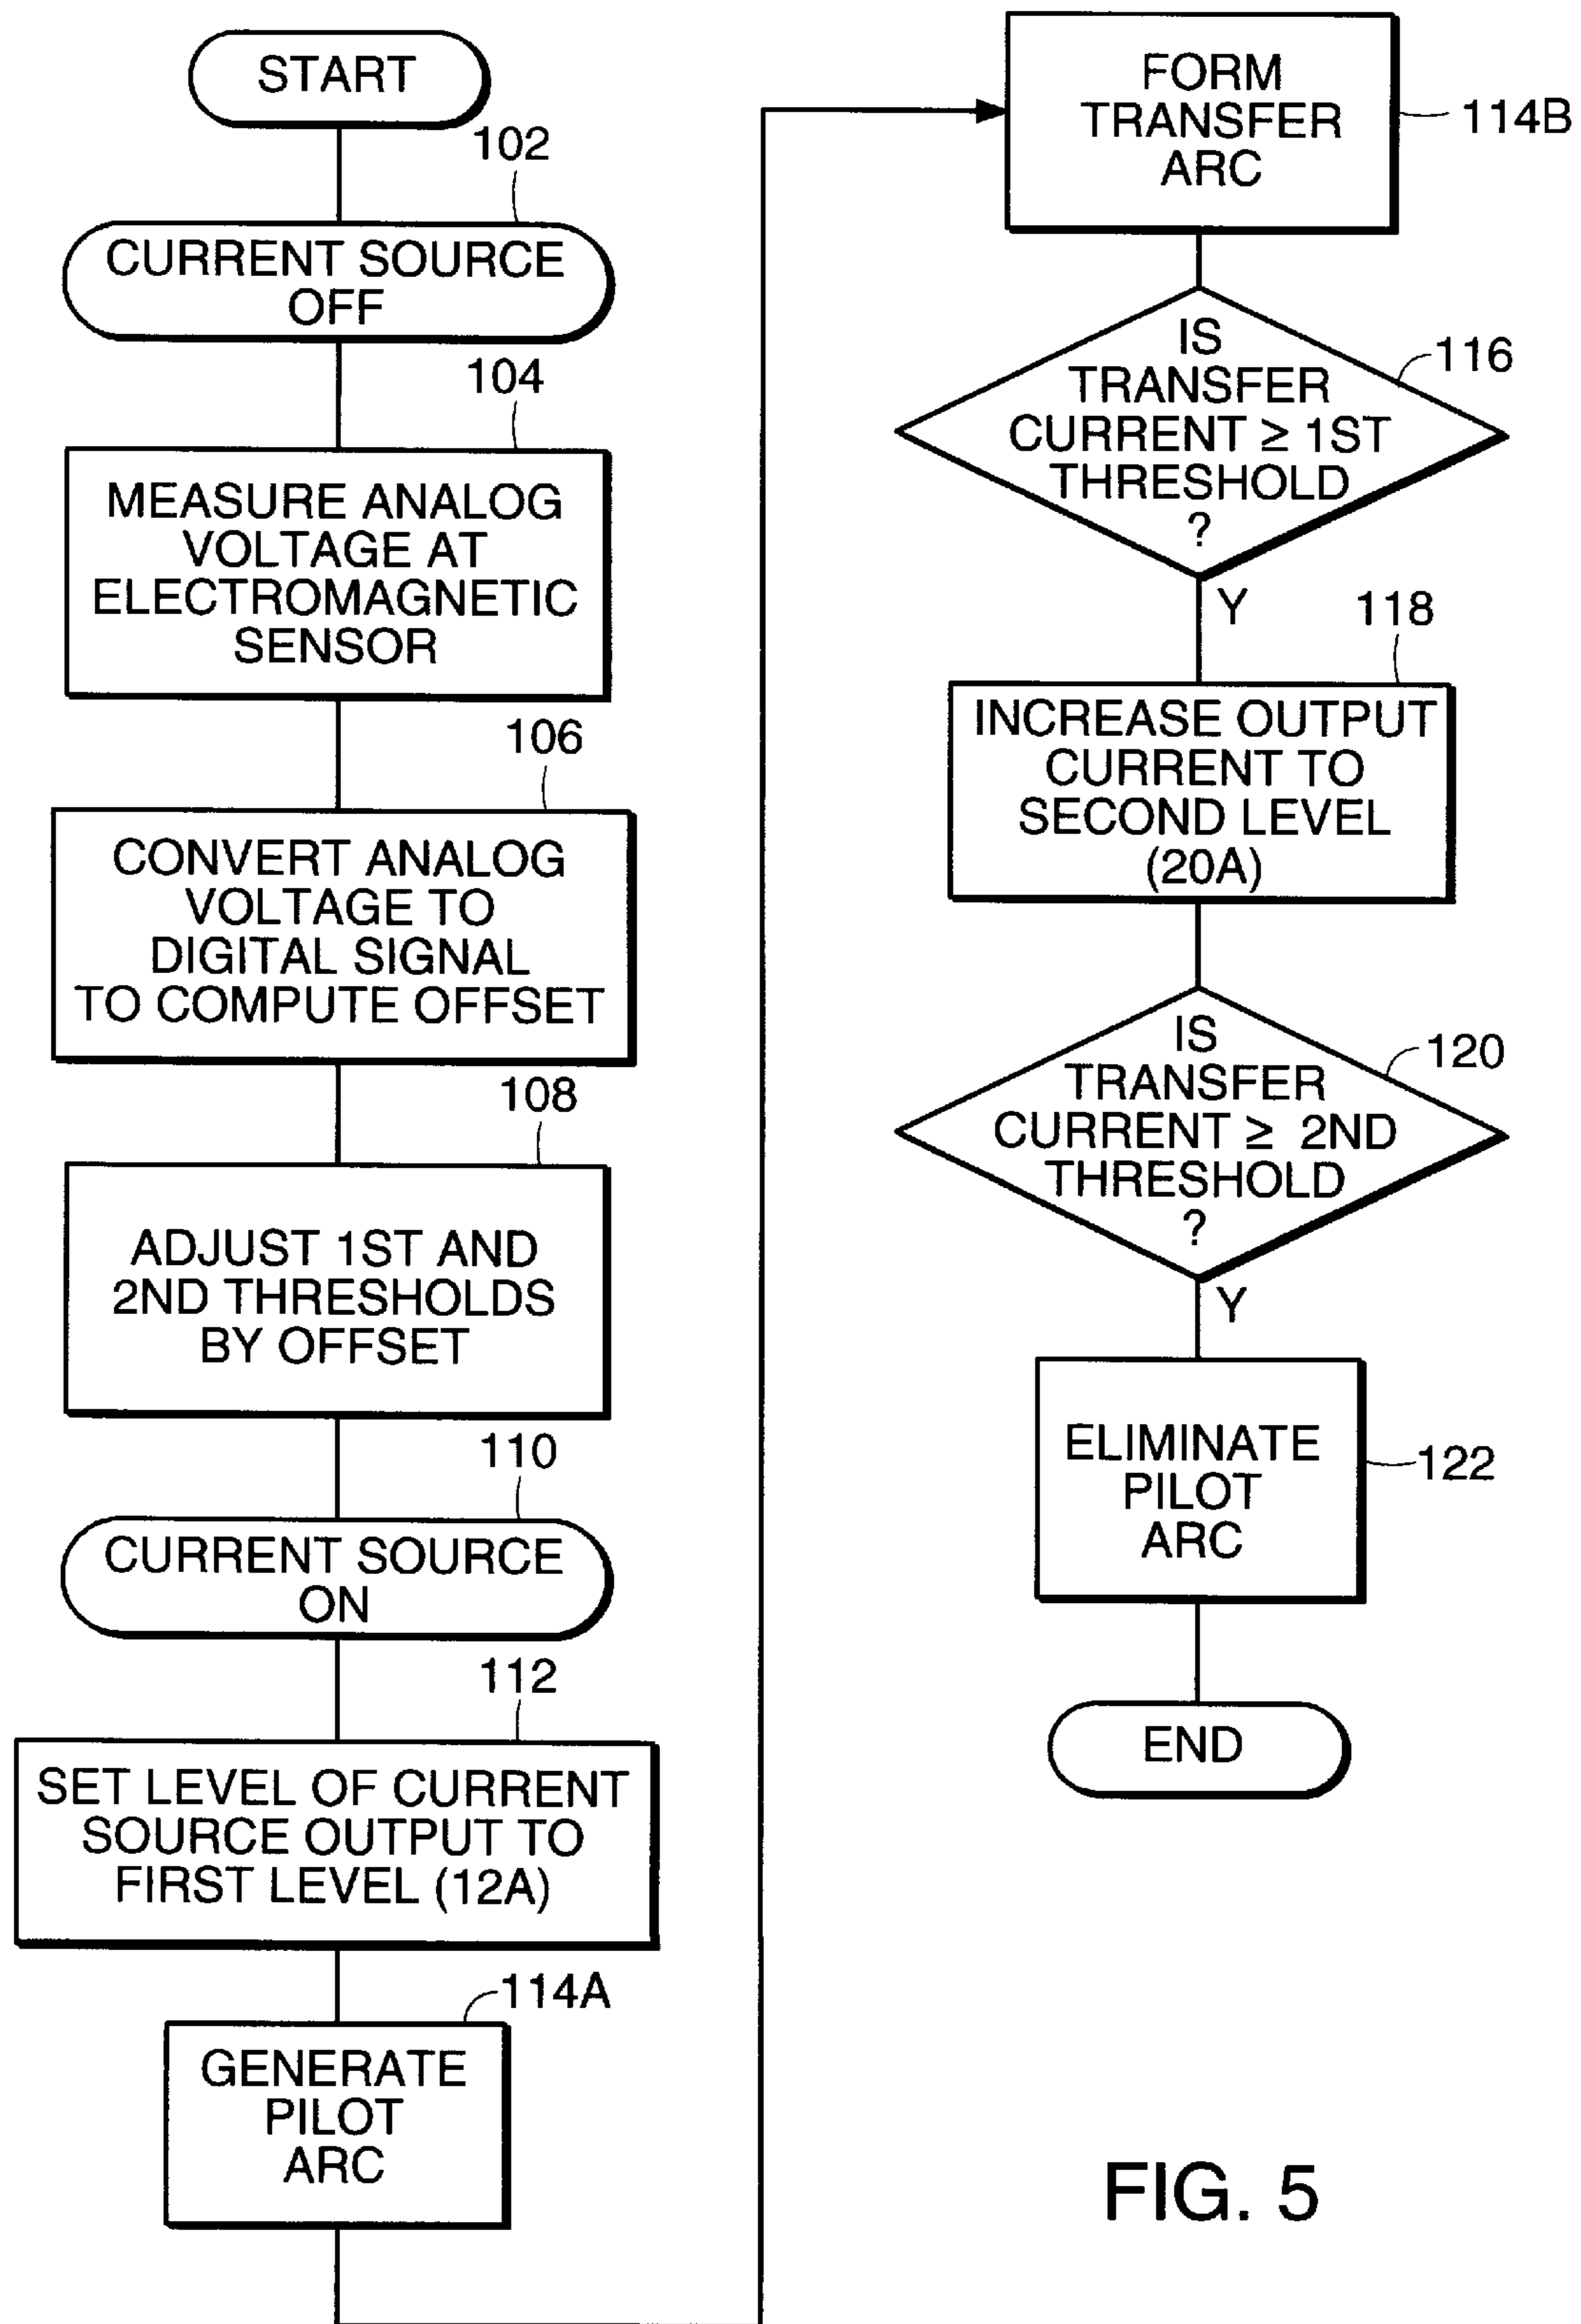 START
102
CURRENT SOURCE
OFF
104
MEASURE ANALOG
VOLTAGE AT
ELECTROMAGNETIC
SENSOR
106
CONVERT ANALOG
VOLTAGE TO
DIGITAL SIGNAL
TO COMPUTE OFFSET
108
ADJUST 1ST AND
2ND THRESHOLDS
BY OFFSET
110
CURRENT SOURCE
ON
112
SET LEVEL OF CURRENT
SOURCE OUTPUT TO
FIRST LEVEL (12A)
114A
GENERATE
PILOT
ARC
FORM
TRANSFER
ARC
114B
IS
TRANSFER
CURRENT ≥ 1ST
THRESHOLD
?
116
Y
118
INCREASE OUTPUT
CURRENT TO
SECOND LEVEL
(20A)
IS
TRANSFER
CURRENT ≥ 2ND
THRESHOLD
?
120
Y
ELIMINATE
PILOT
ARC
122
END
FIG. 5